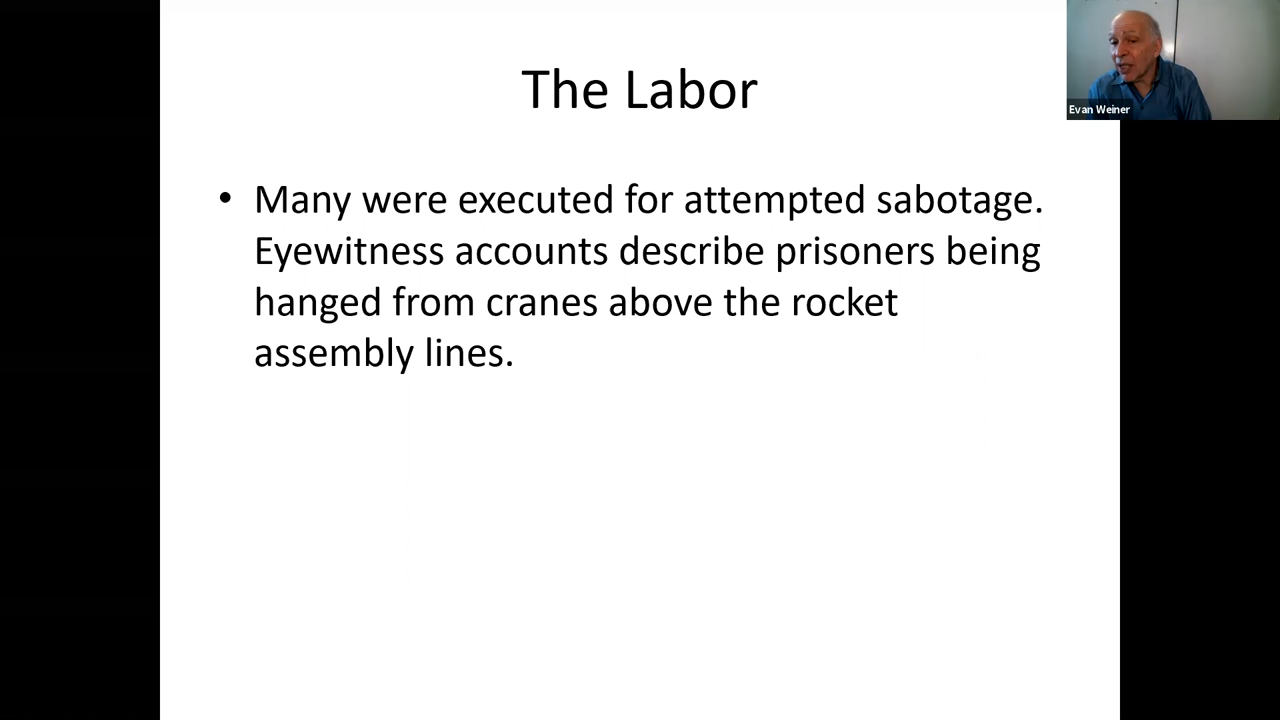 The Labor
Evan Weiner
• Many were executed for attempted sabotage.
Eyewitness accounts describe prisoners being
hanged from cranes above the rocket
assembly lines.